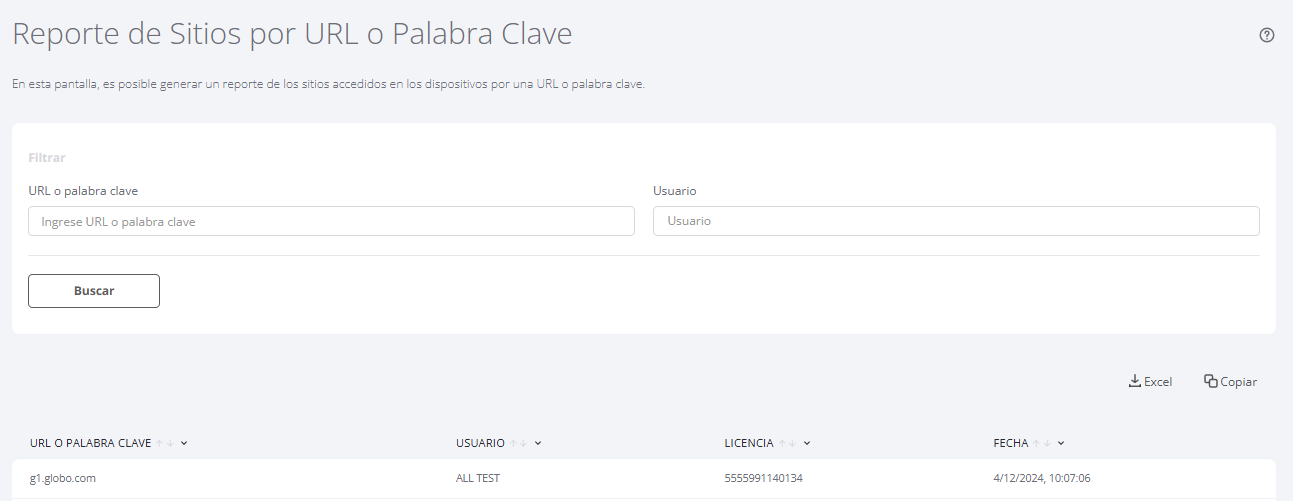 Reporte de Sitios por URL o Palabra Clave
En esta pantalla, es posible generar un reporte de los sitios accedidos en los dispositivos por una URL o palabra clave.
Filtrar
URL o palabra clave Usuario
Ingrese URL o palabra clave Usuario
Buscar
Excel Copiar
URL O PALABRA CLAVE USUARIO LICENCIA FECHA
g1.globo.com ALL TEST 5555991140134 4/12/2024, 10:07:06